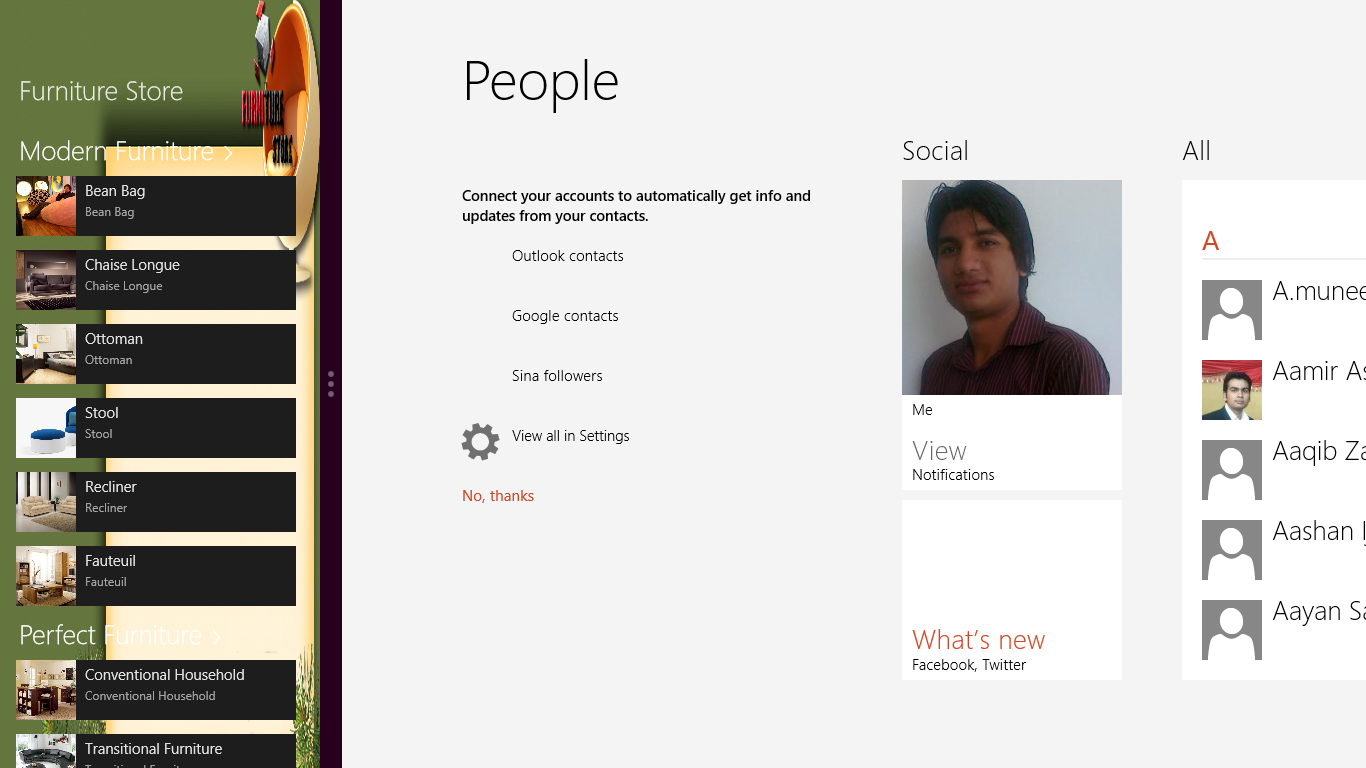 Furniture Store
FURNITURE
STORE
Modern Furniture >
Bean Bag
Bean Bag
Chaise Longue
Chaise Longue
Ottoman
Ottoman
Stool
Stool
Recliner
Recliner
Fauteuil
Fauteuil
Perfect Furniture >
Conventional Household
Conventional Household
Transitional Furniture
People
Connect your accounts to automatically get info and
updates from your contacts.
Outlook contacts
Google contacts
Sina followers
View all in Settings
No, thanks
Social
Me
View
Notifications
What's new
Facebook, Twitter
All
A
A.munee
Aamir As
Aaqib Za
Aashan
Aayan Sa